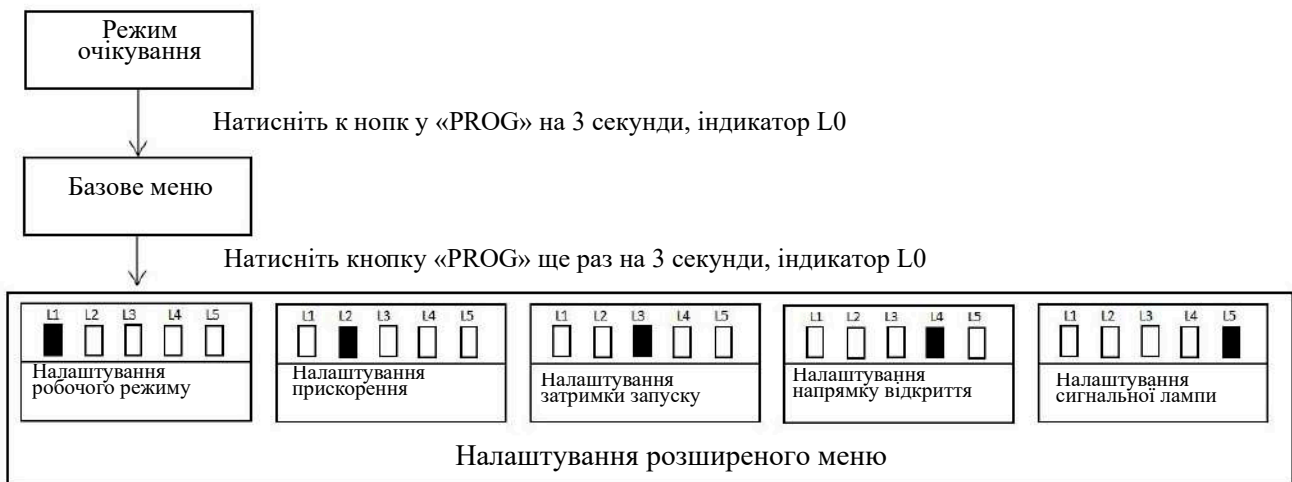 Режим
очікування
Натисніть к нопк у «PROG» на 3 секунди, індикатор L0
Базове меню
Натисніть кнопку «PROG» ще раз на 3 секунди, індикатор L0
L1 L2 L3 L4 L5
Налаштування
робочого режиму
L1 L2 L3 L4 L5
Налаштування
прискорення
L1 L2 L3 L4 L5
Налаштування
затримки запуску
L1 L2 L3 L4 L5
Налаштування
напрямку відкриття
L1 L2 L3 L4 L5
Налаштування
сигнальної лампи
Налаштування розширеного меню